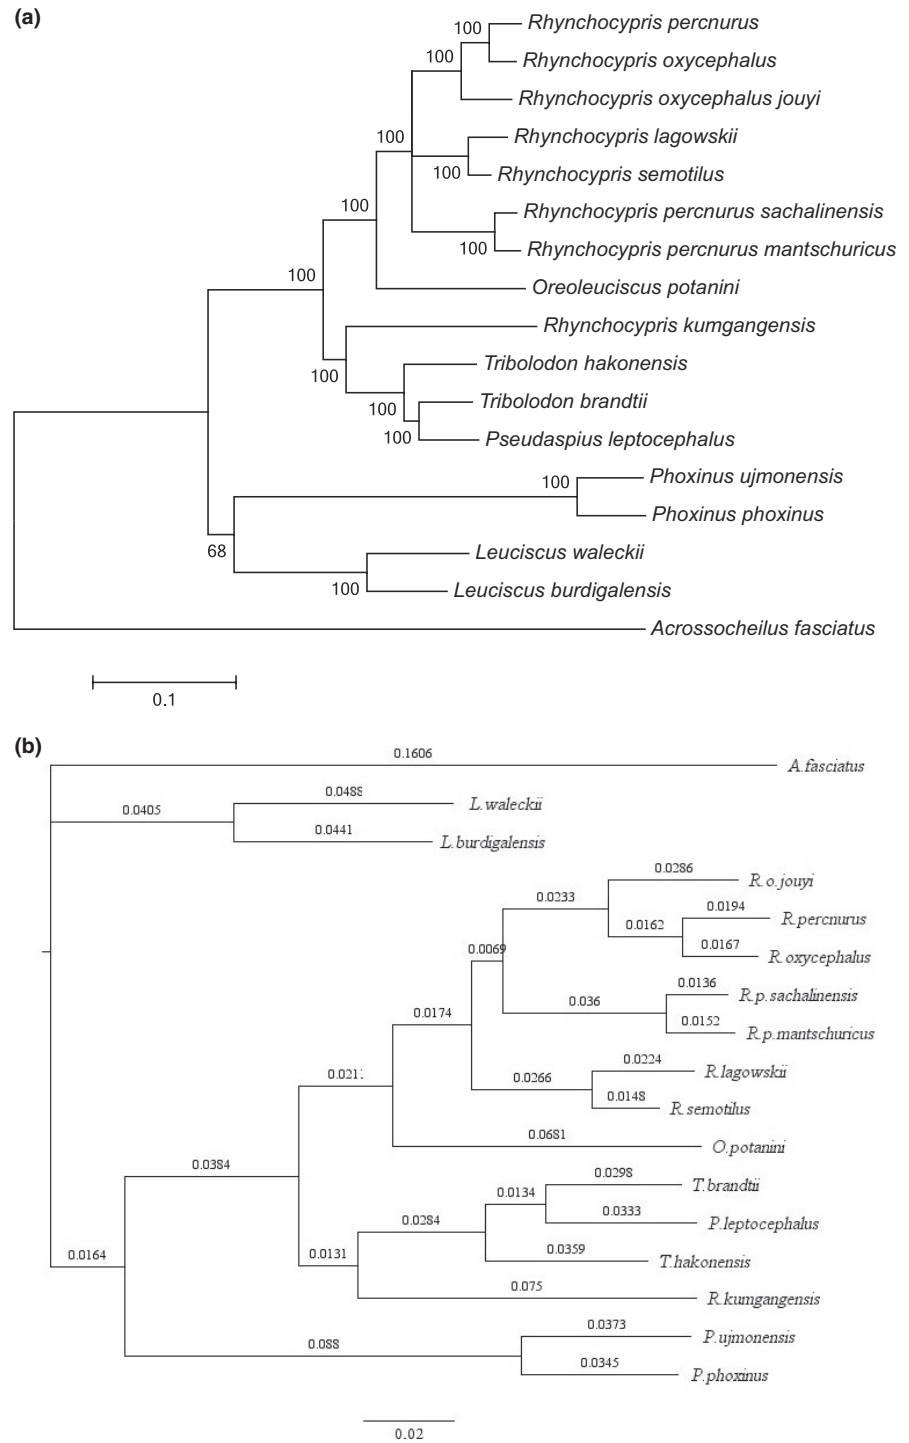 (a)
100
Rhynchocypris percnurus
100
Rhynchocypris oxycephalus
Rhynchocypris oxycephalus jouyi
100
Rhynchocypris lagowskii
100
Rhynchocypris semotilus
100
Rhynchocypris percnurus sachalinensis
100
Rhynchocypris percnurus mantschuricus
100
Oreoleuciscus potanini
Rhynchocypris kumgangensis
100
Tribolodon hakonensis
100
Tribolodon brandtii
100
Pseudaspius leptocephalus
100
Phoxinus ujmonensis
Phoxinus phoxinus
68
Leuciscus waleckii
100
Leuciscus burdigalensis
Acrossocheilus fasciatus
0.1
(b)
0.1606
A.fasciatus
0.0488
L.waleckii
0.0405
0.0441
L.burdigalensis
0.0286
R.o.jouyi
0.0233
0.0194
R.percnurus
0.0162
0.0167
R.oxycephalus
0.0069
0.0136
R.p.sachalinensis
0.036
0.0152
R.p.mantschuricus
0.0174
0.0224
R.lagowskii
0.0266
0.0148
R.semotilus
0.0211
0.0681
O.potanini
0.0384
0.0298
T.brandtii
0.0134
0.0333
P.leptocephalus
0.0284
0.0359
T.hakonensis
0.0164
0.0131
0.075
R.kumgangensis
0.0373
P.ujmonensis
0.088
0.0345
P.phoxinus
0.02